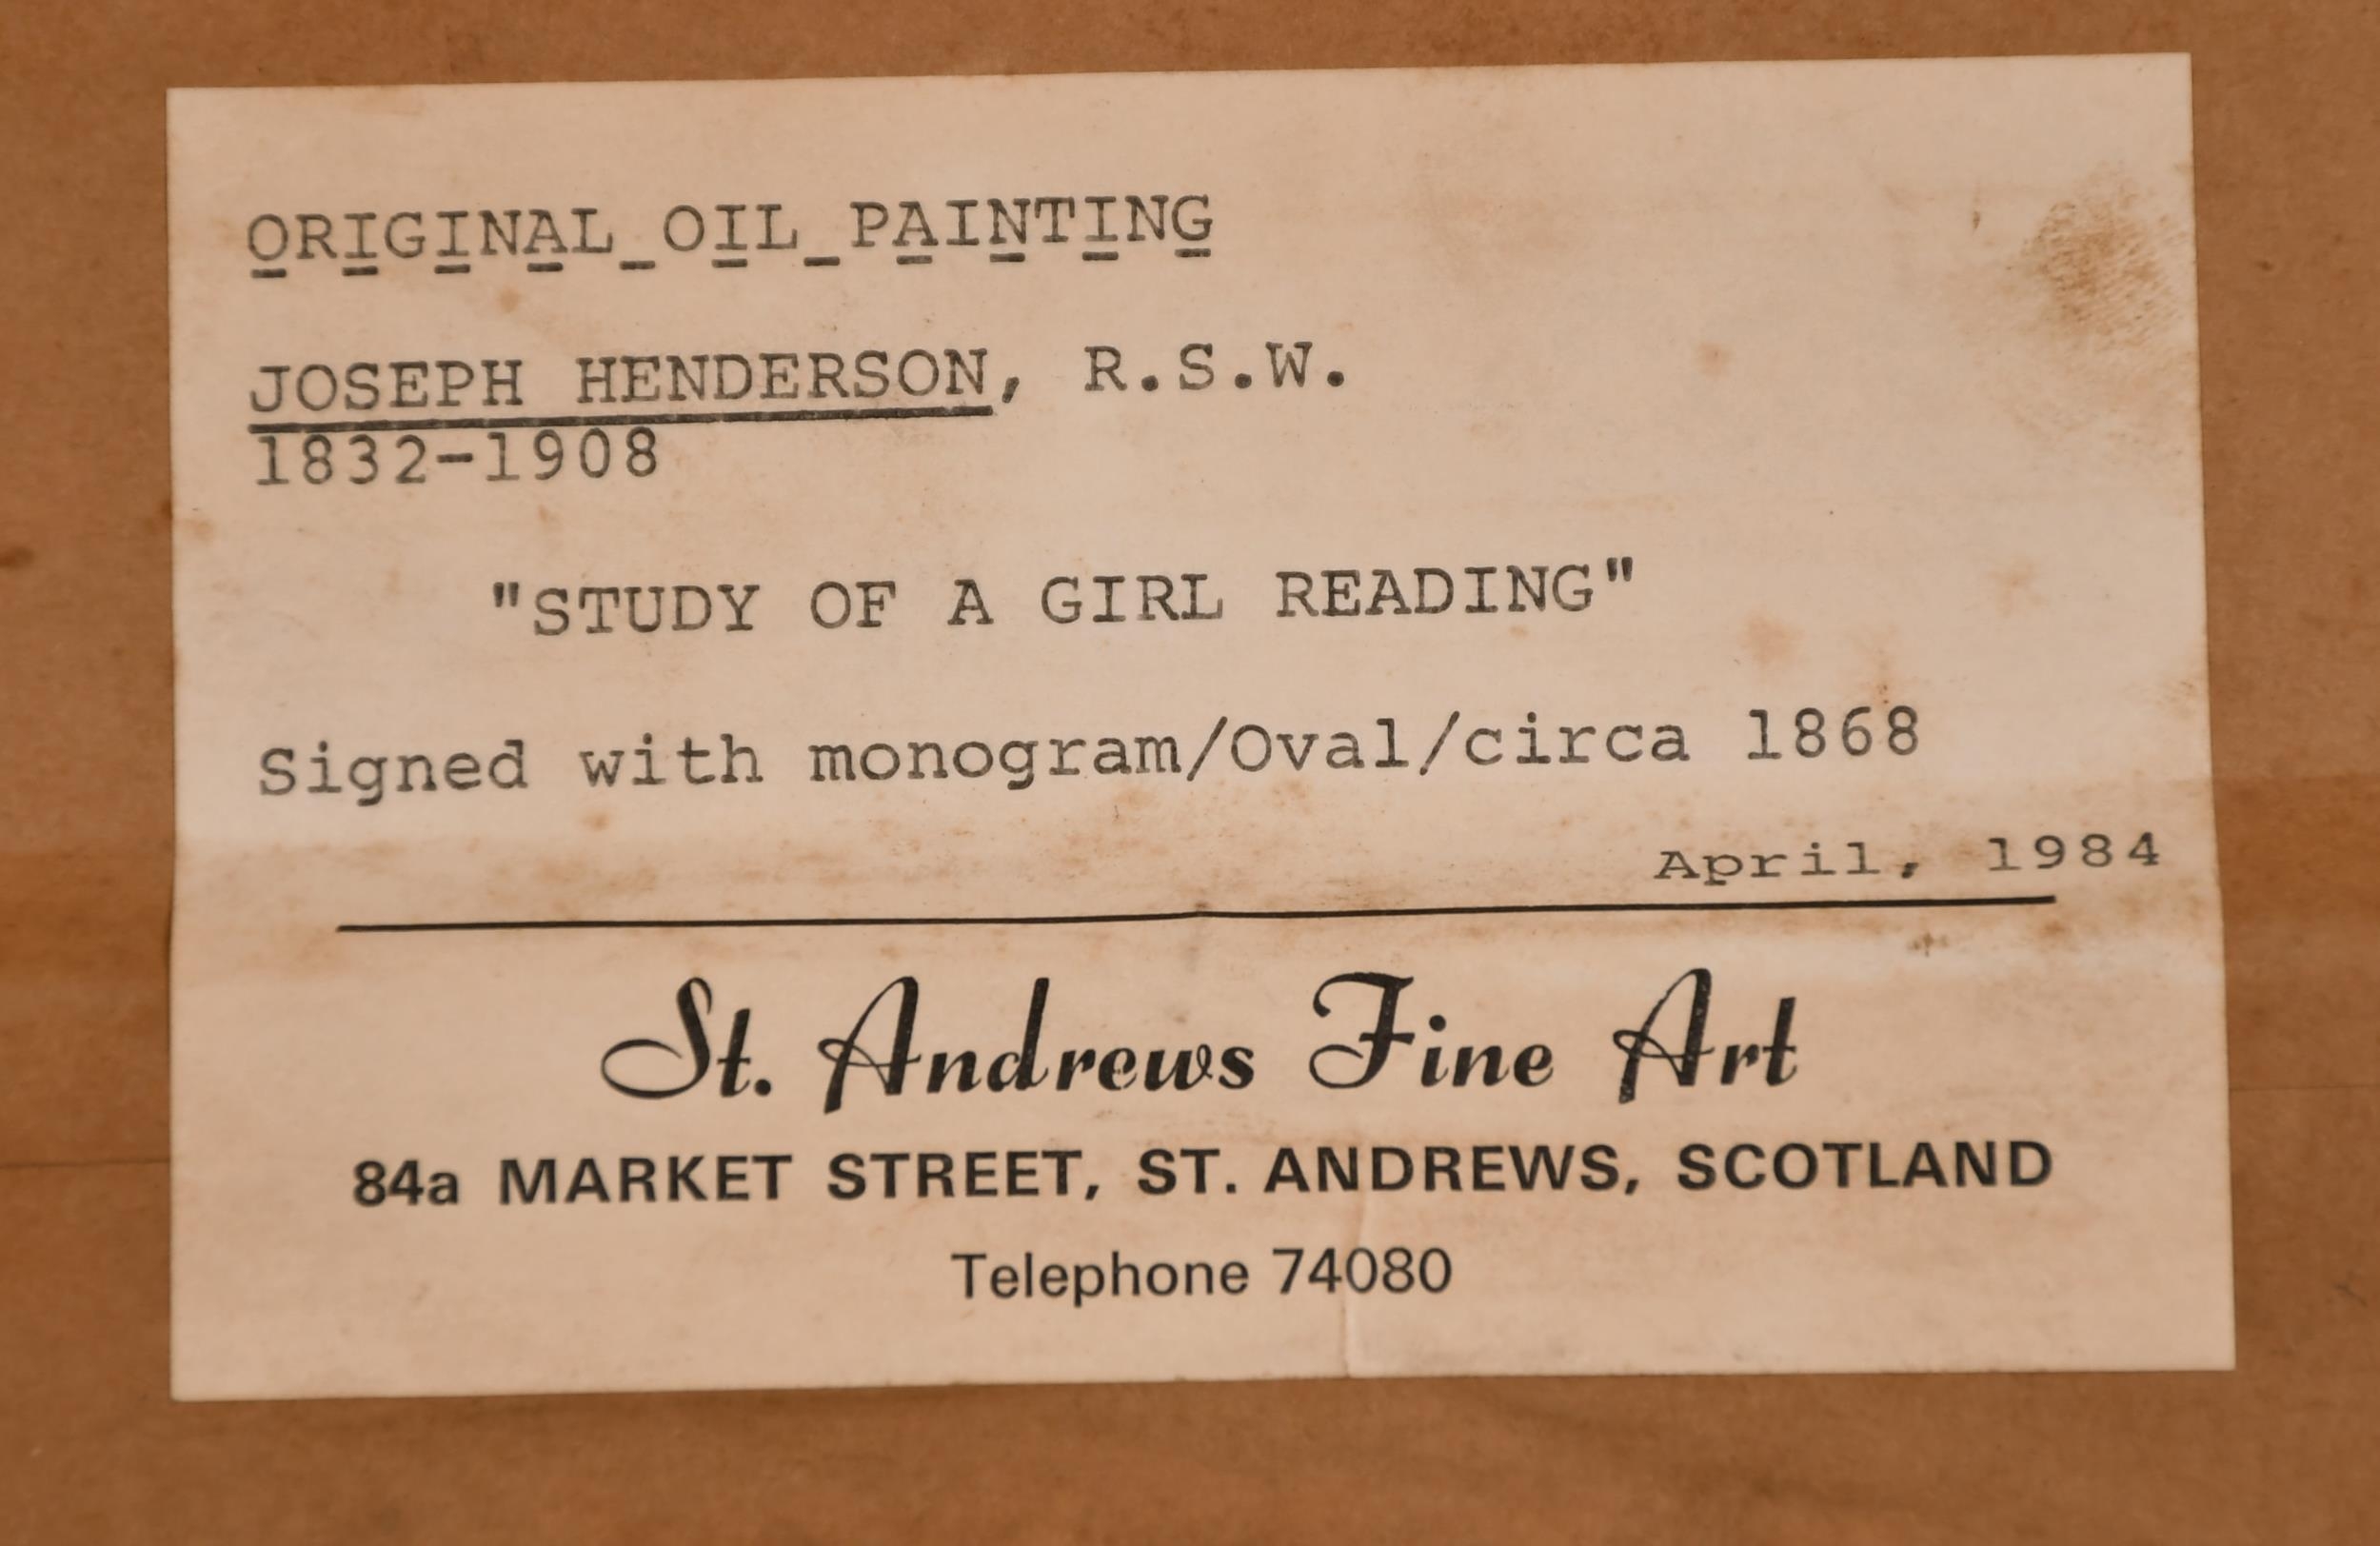 ORIGINAL OIL PAINTING
JOSEPH HENDERSON, R.S.W.
1832-1908
"STUDY OF A GIRL READING"
Signed with monogram/Oval/circa 1868
April, 1984
St. Andrews Fine Art
84a MARKET STREET, ST. ANDREWS, SCOTLAND
Telephone 74080